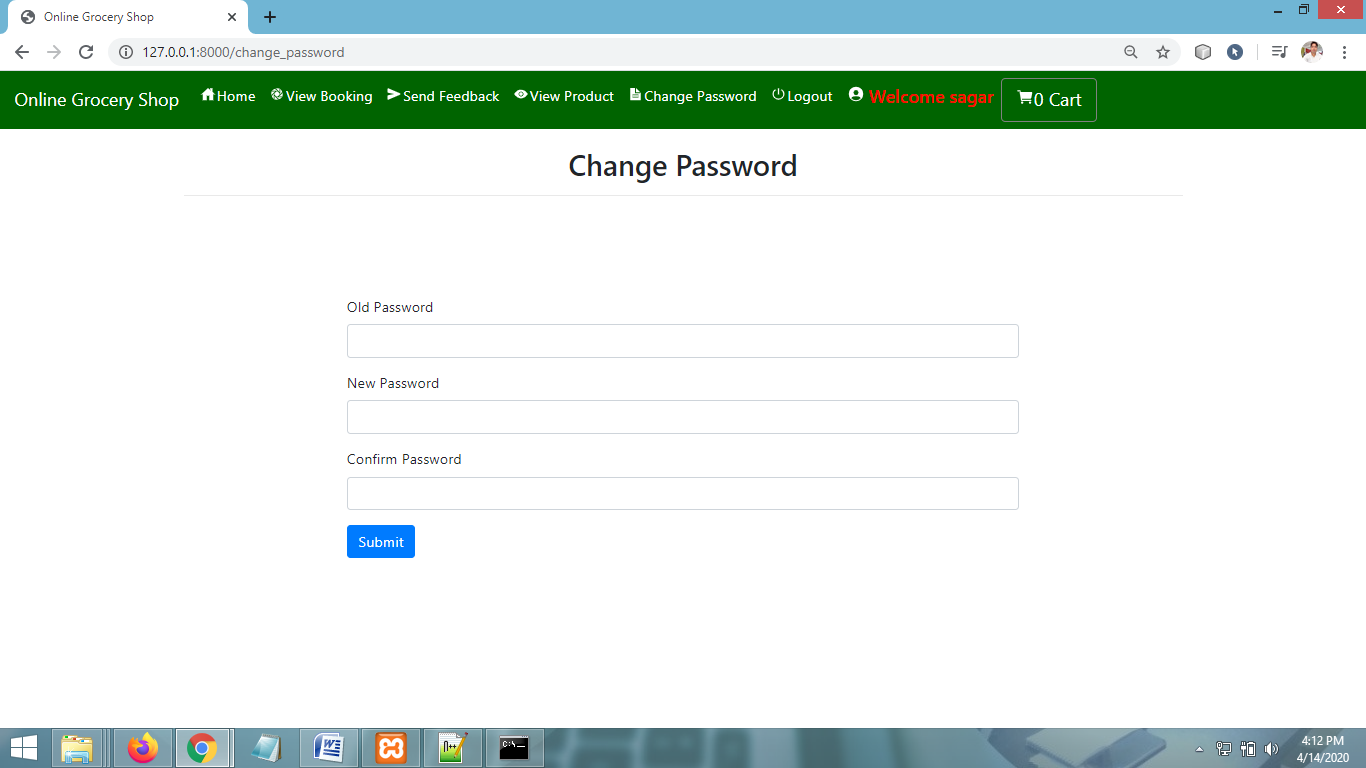 Online Grocery Shop
127.0.0.1:8000/change_password
Online Grocery Shop Home View Booking Send Feedback View Product Change Password Logout Welcome sagar 0 Cart
Change Password
Old Password
New Password
Confirm Password
Submit
4:12 PM
4/14/2020